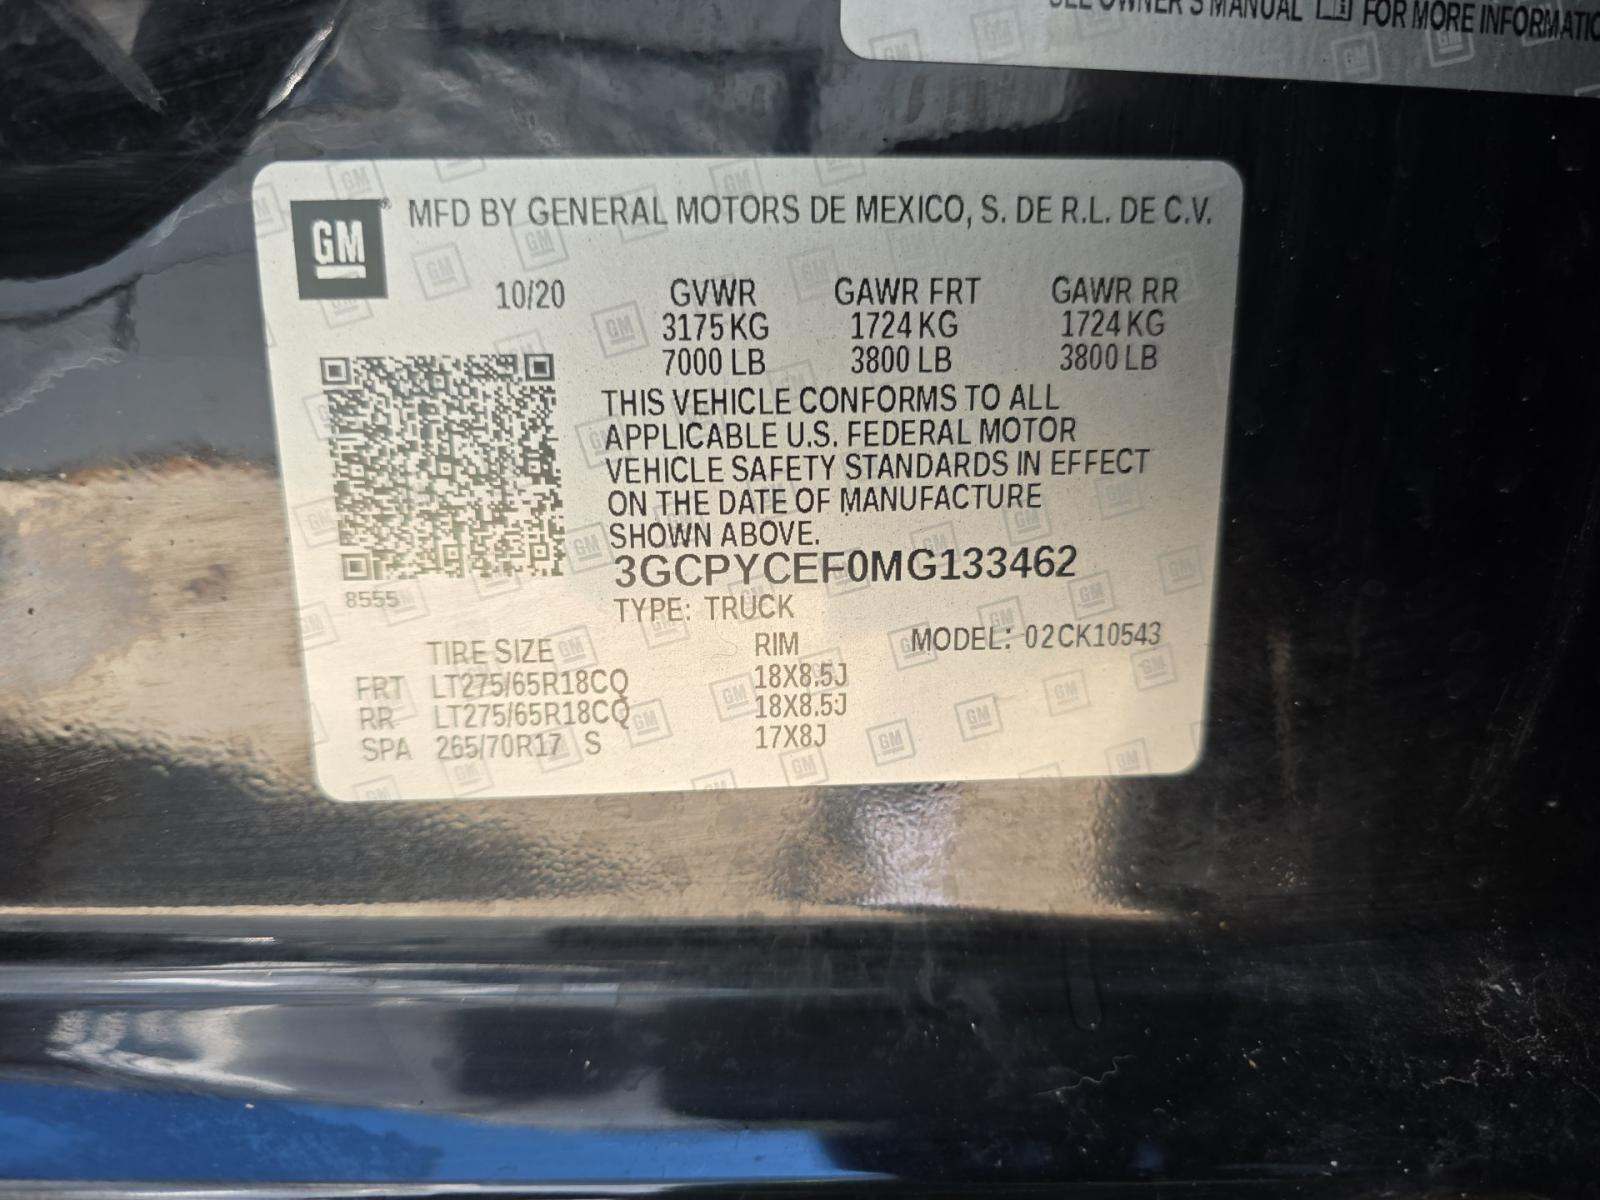 SEE OWNER'S MANUAL FOR MORE INFORMATIO
GM
MFD BY GENERAL MOTORS DE MEXICO, S. DE R.L. DE C.V.
10/20 GVWR GAWR FRT GAWR RR
3175 KG 1724 KG 1724 KG
7000 LB 3800 LB 3800 LB
THIS VEHICLE CONFORMS TO ALL
APPLICABLE U.S. FEDERAL MOTOR
VEHICLE SAFETY STANDARDS IN EFFECT
ON THE DATE OF MANUFACTURE
SHOWN ABOVE.
3GCPYCEF0MG133462
8555
TYPE: TRUCK
TIRE SIZE RIM MODEL: 02CK10543
FRT LT275/65R18CQ 18X8.5J
RR LT275/65R18CQ 18X8.5J
SPA 265/70R17 S 17X8J